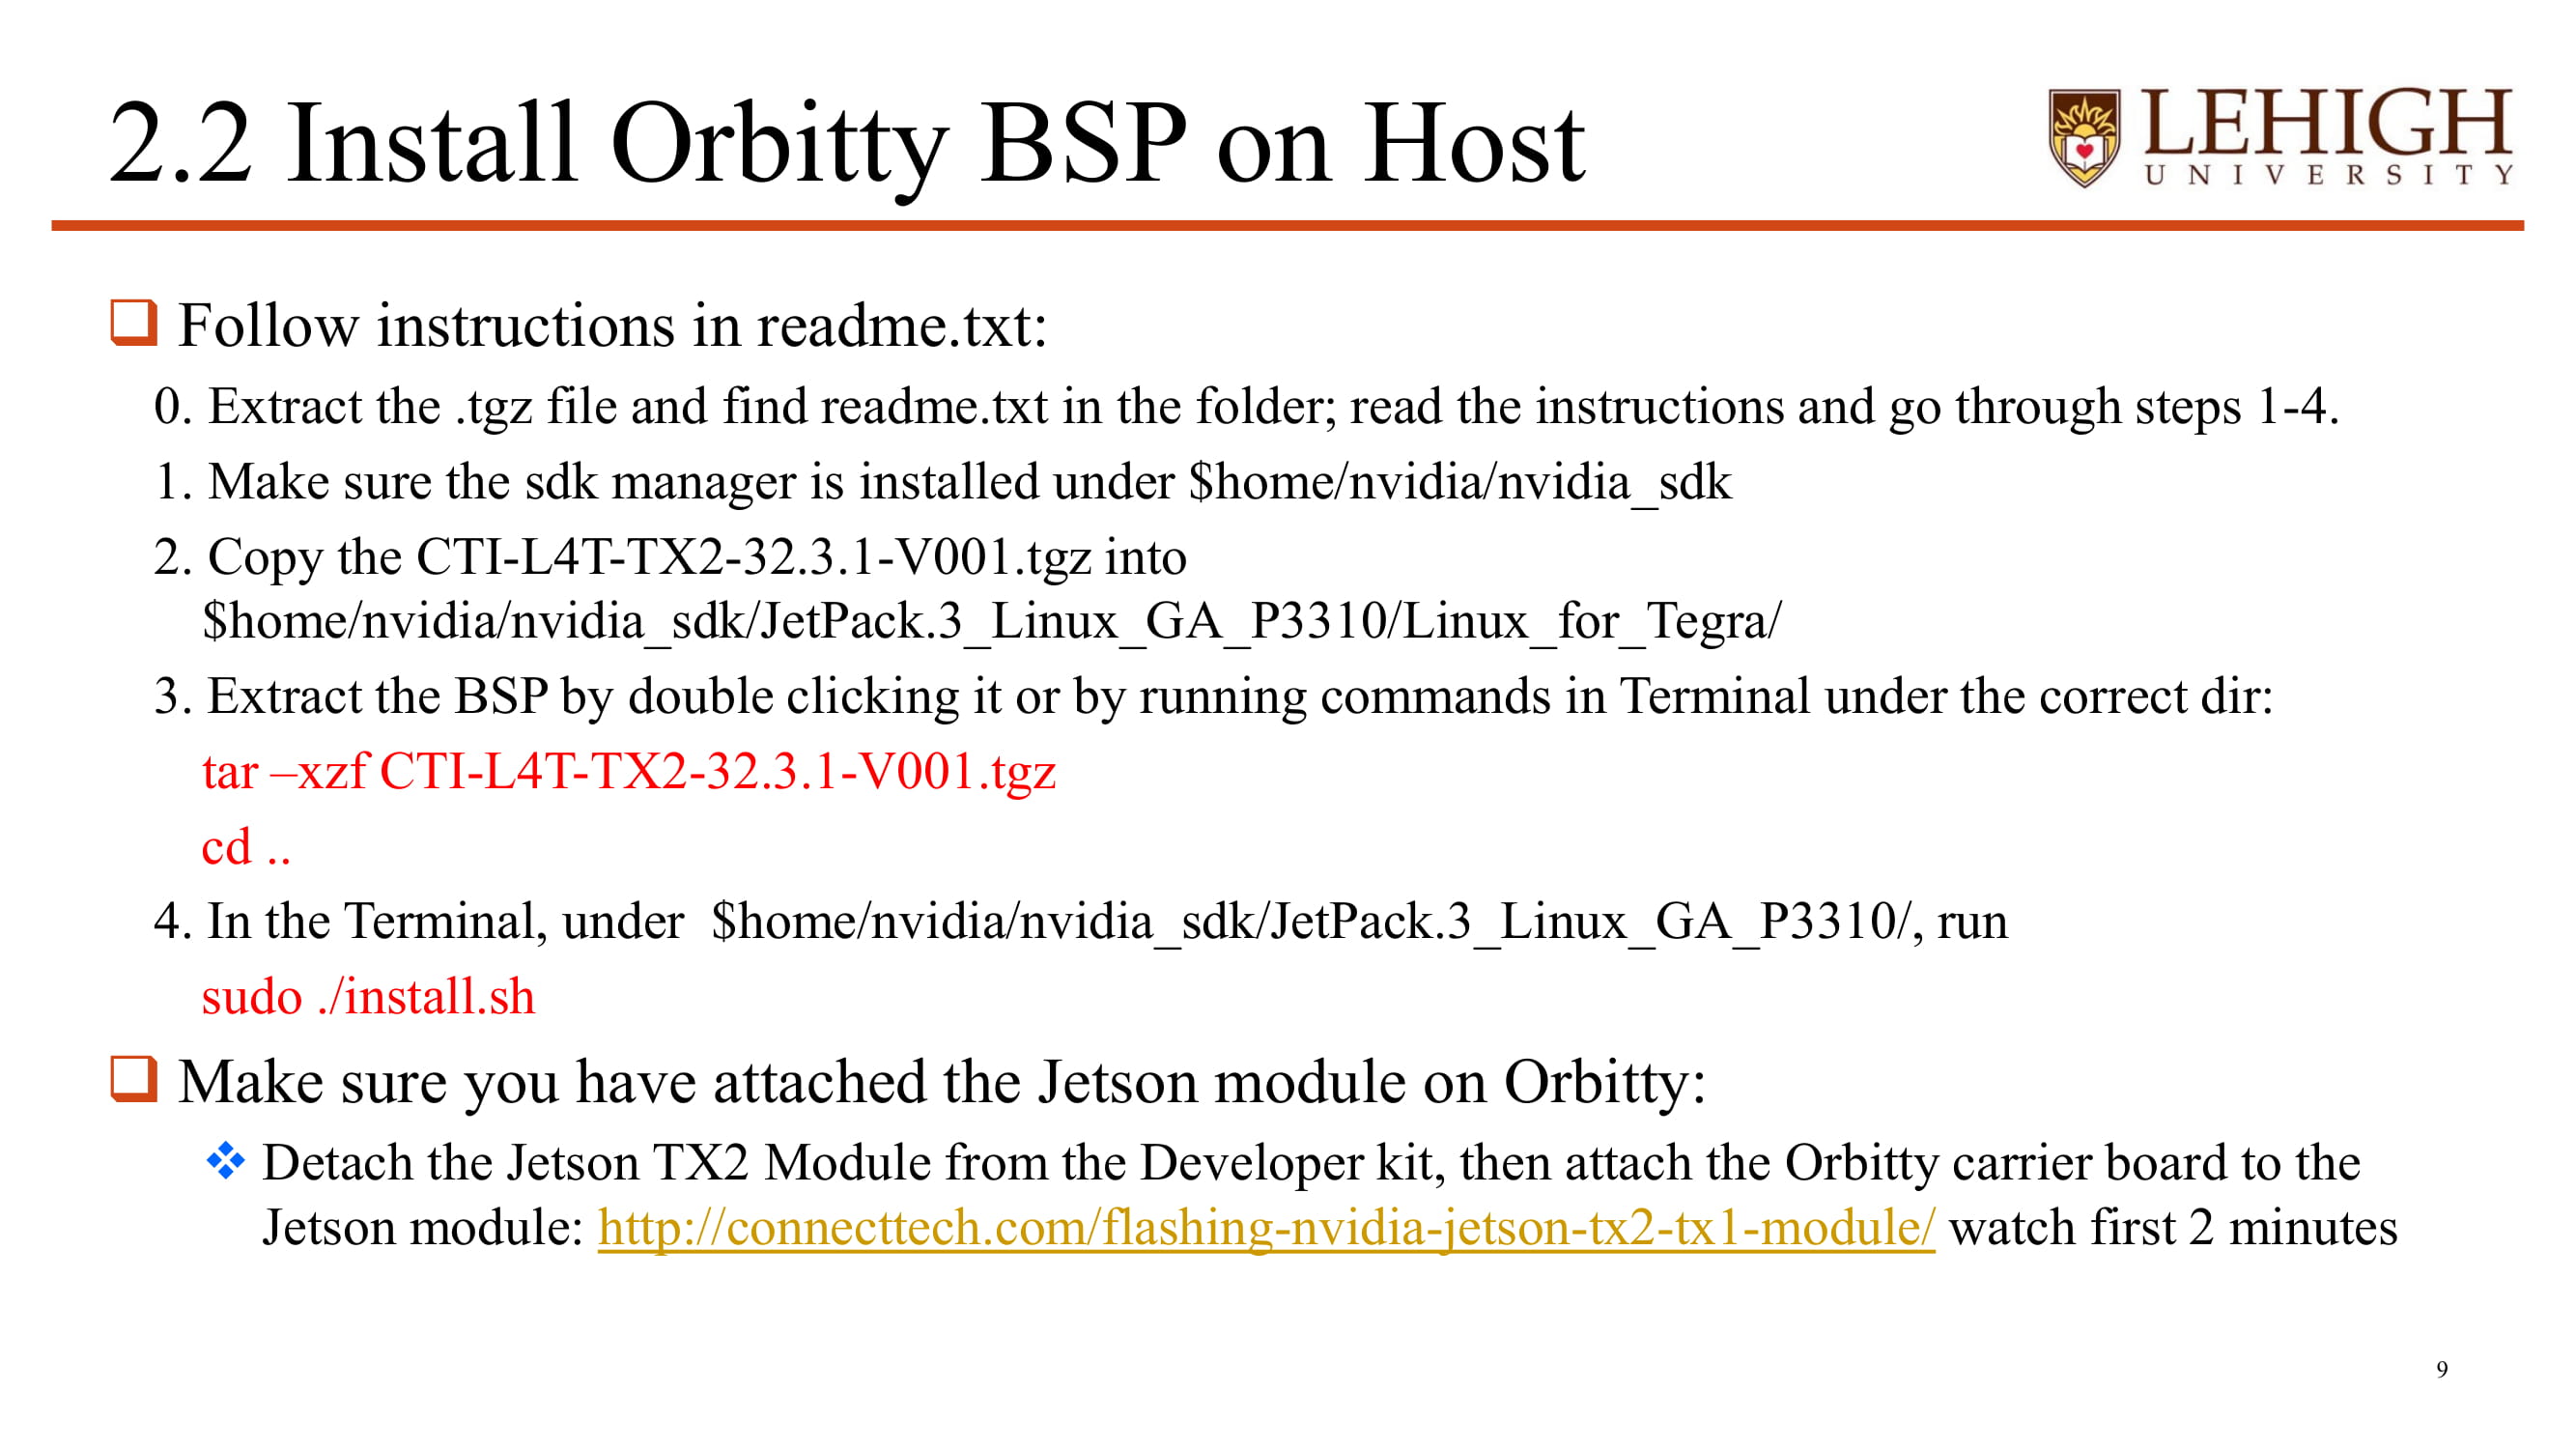 2.2 Install Orbitty BSP on Host
LEHIGH
UNIVERSITY
Follow instructions in readme.txt:
0. Extract the .tgz file and find readme.txt in the folder; read the instructions and go through steps 1-4.
1. Make sure the sdk manager is installed under $home/nvidia/nvidia_sdk
2. Copy the CTI-L4T-TX2-32.3.1-V001.tgz into
$home/nvidia/nvidia_sdk/JetPack.3_Linux_GA_P3310/Linux_for_Tegra/
3. Extract the BSP by double clicking it or by running commands in Terminal under the correct dir:
tar –xzf CTI-L4T-TX2-32.3.1-V001.tgz
cd ..
4. In the Terminal, under  $home/nvidia/nvidia_sdk/JetPack.3_Linux_GA_P3310/, run
sudo ./install.sh
Make sure you have attached the Jetson module on Orbitty:
Detach the Jetson TX2 Module from the Developer kit, then attach the Orbitty carrier board to the
Jetson module: http://connecttech.com/flashing-nvidia-jetson-tx2-tx1-module/ watch first 2 minutes
9